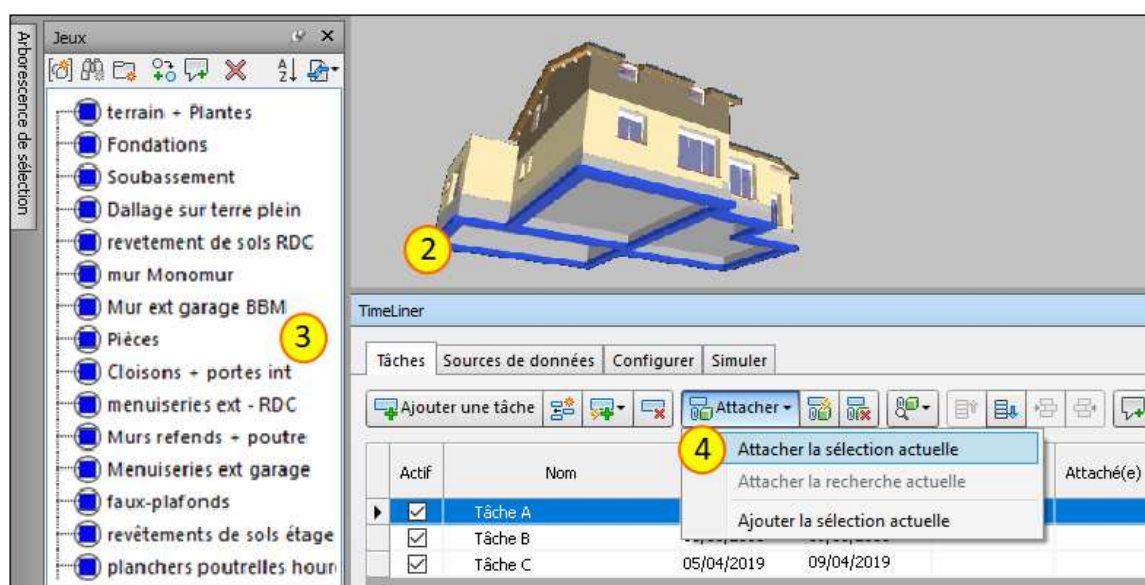 Arborescence de sélection
Jeux
terrain + Plantes
Fondations
Soubassement
Dallage sur terre plein
revetement de sols RDC
mur Monomur
Mur ext garage BBM
Pièces
Cloisons + portes int
menuiseries ext - RDC
Murs refends + poutre
Menuiseries ext garage
faux-plafonds
revêtements de sols étage
planchers poutrelles hour
3
2
TimeLiner
Tâches Sources de données Configurer Simuler
Ajouter une tâche Attacher
4
Attacher la sélection actuelle
Attacher la recherche actuelle
Ajouter la sélection actuelle
Actif Nom Attaché(e)
Tâche A
Tâche B
Tâche C 05/04/2019 09/04/2019